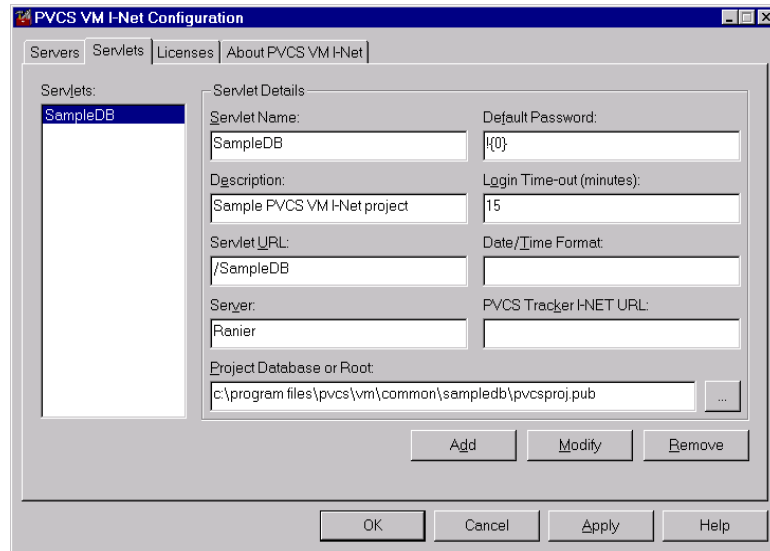 PVCS VM I-Net Configuration
Servers Servlets Licenses About PVCS VM I-Net
Servlets:
SampleDB
Servlet Details
Servlet Name:
SampleDB
Default Password:
!{0}
Description:
Sample PVCS VM I-Net project
Login Time-out (minutes):
15
Servlet URL:
/SampleDB
Date/Time Format:
Server:
Ranier
PVCS Tracker I-NET URL:
Project Database or Root:
c:\program files\pvcs\vm\common\sampledb\pvcsproj.pub
...
Add Modify Remove
OK Cancel Apply Help